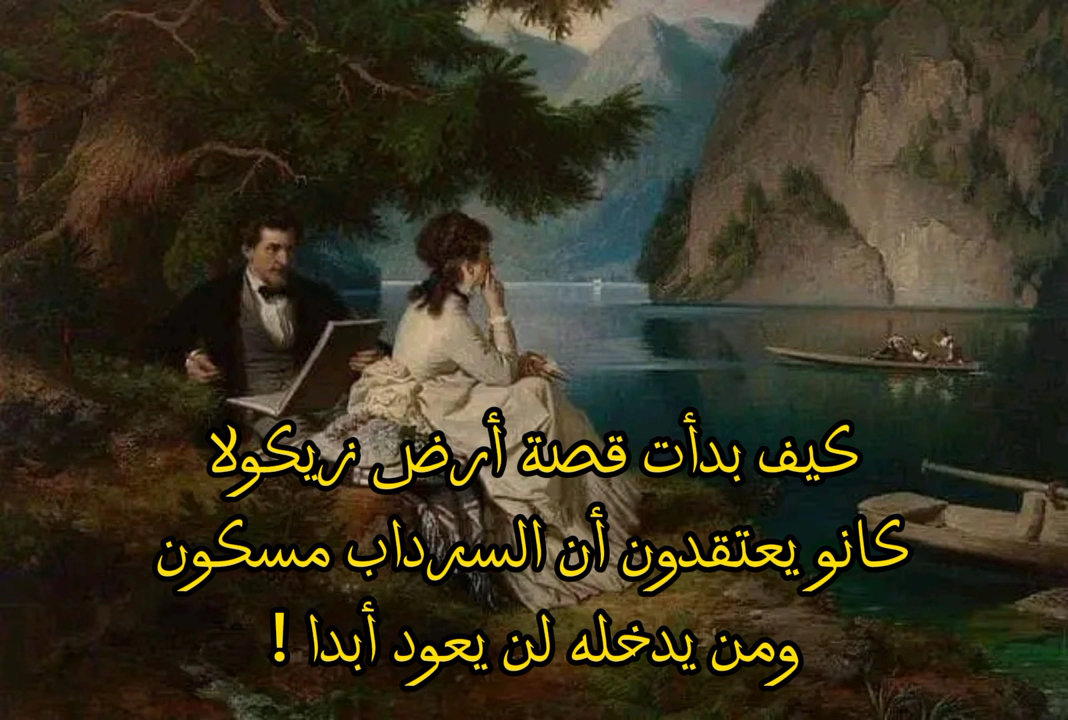 كيف بدأت قصة أرض زيكولا
كانو يعتقدون أن السرداب مسكون
ومن يدخله لن يعود أبدا !